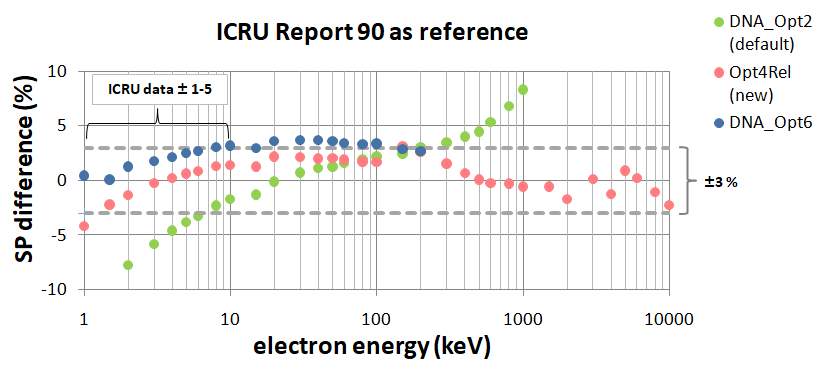 ICRU Report 90 as reference
DNA_Opt2
(default)
Opt4Rel
(new)
DNA_Opt6
SP difference (%)
10
5
0
-5
-10
ICRU data ± 1-5
±3 %
1
10
100
1000
10000
electron energy (keV)